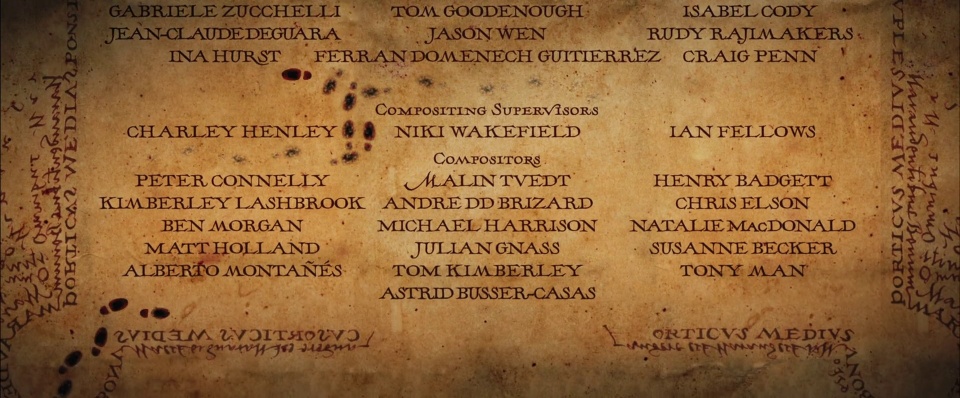 GABRIELE ZUCCHELLI TOM GOODENOUGH ISABEL CODY
JEAN-CLAUDE DEGUARA JASON WEN RUDY RAJIMAKERS
INA HURST FERRAN DOMENECH GUITIERREZ CRAIG PENN
COMPOSITING SUPERVISORS
CHARLEY HENLEY NIKI WAKEFIELD IAN FELLOWS
COMPOSITORS
PETER CONNELLY MALIN TVEDT HENRY BADGETT
KIMBERLEY LASHBROOK ANDRE DD BRIZARD CHRIS ELSON
BEN MORGAN MICHAEL HARRISON NATALIE MACDONALD
MATT HOLLAND JULIAN GNASS SUSANNE BECKER
ALBERTO MONTAÑÉS TOM KIMBERLEY TONY MAN
ASTRID BUSSER-CASAS
CUSORTICVS MEDIVS ORTICVS MEDIVS
PORTICVS MEDIVS